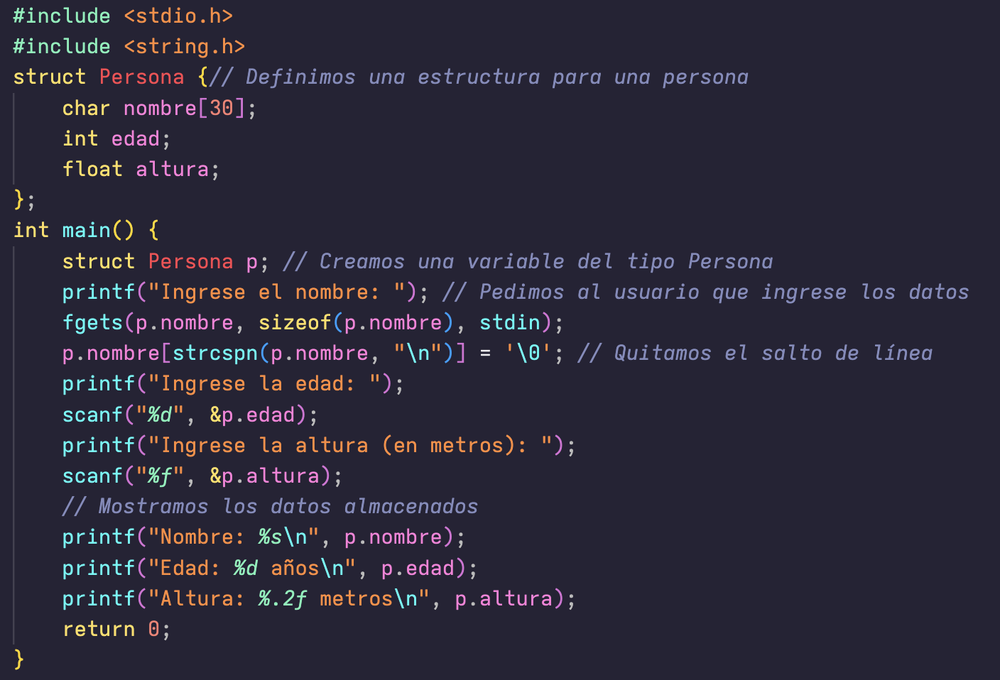 #include <stdio.h>
#include <string.h>
struct Persona {// Definimos una estructura para una persona
    char nombre[30];
    int edad;
    float altura;
};
int main() {
    struct Persona p; // Creamos una variable del tipo Persona
    printf("Ingrese el nombre: "); // Pedimos al usuario que ingrese los datos
    fgets(p.nombre, sizeof(p.nombre), stdin);
    p.nombre[strcspn(p.nombre, "\n")] = '\0'; // Quitamos el salto de línea
    printf("Ingrese la edad: ");
    scanf("%d", &p.edad);
    printf("Ingrese la altura (en metros): ");
    scanf("%f", &p.altura);
    // Mostramos los datos almacenados
    printf("Nombre: %s\n", p.nombre);
    printf("Edad: %d años\n", p.edad);
    printf("Altura: %.2f metros\n", p.altura);
    return 0;
}